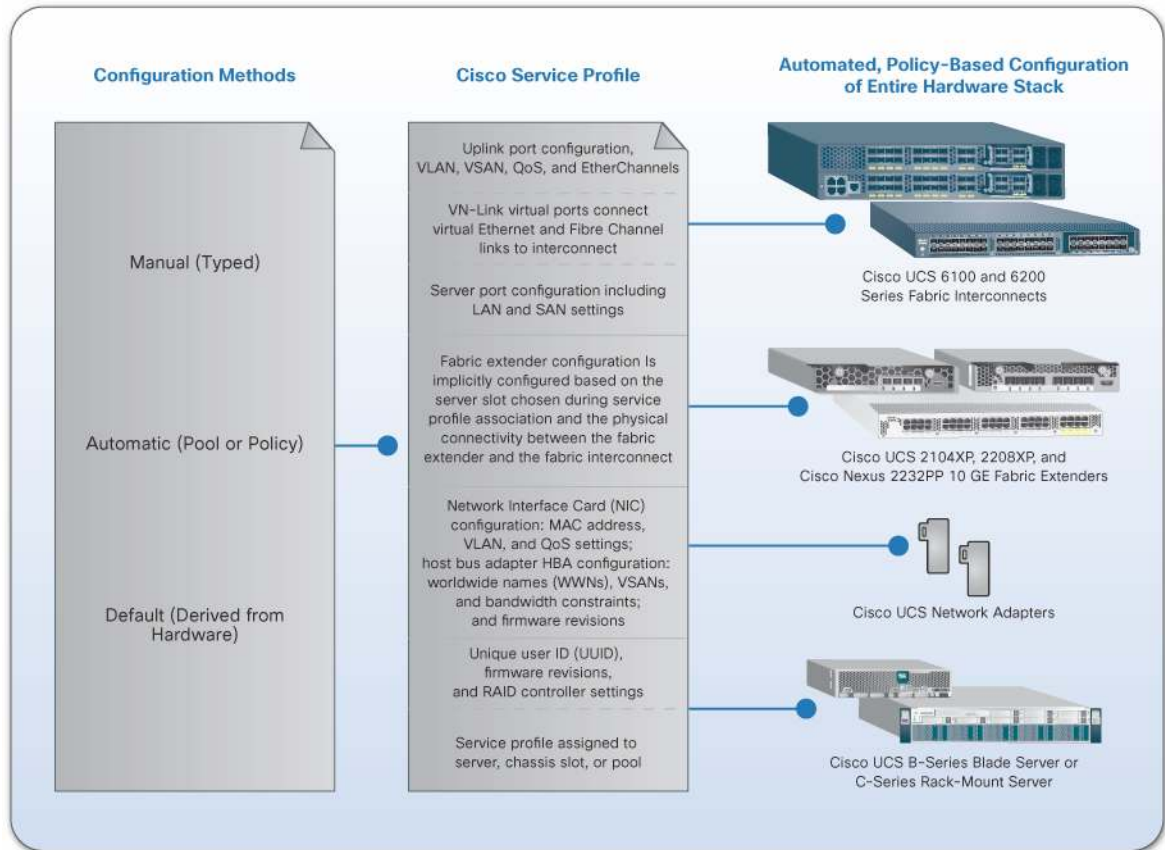 Configuration Methods
Manual (Typed)
Automatic (Pool or Policy)
Default (Derived from
Hardware)
Cisco Service Profile
Uplink port configuration,
VLAN, VSAN, QoS, and EtherChannels
VN-Link virtual ports connect
virtual Ethernet and Fibre Channel
links to interconnect
Server port configuration including
LAN and SAN settings
Fabric extender configuration Is
implicitly configured based on the
server slot chosen during service
profile association and the physical
connectivity between the fabric
extender and the fabric interconnect
Network Interface Card (NIC)
configuration: MAC address,
VLAN, and QoS settings;
host bus adapter HBA configuration:
worldwide names (WWNs), VSANs,
and bandwidth constraints;
and firmware revisions
Unique user ID (UUID),
firmware revisions,
and RAID controller settings
Service profile assigned to
server, chassis slot, or pool
Automated, Policy-Based Configuration
of Entire Hardware Stack
Cisco UCS 6100 and 6200
Series Fabric Interconnects
Cisco UCS 2104XP, 2208XP, and
Cisco Nexus 2232PP 10 GE Fabric Extenders
Cisco UCS Network Adapters
Cisco UCS B-Series Blade Server or
C-Series Rack-Mount Server